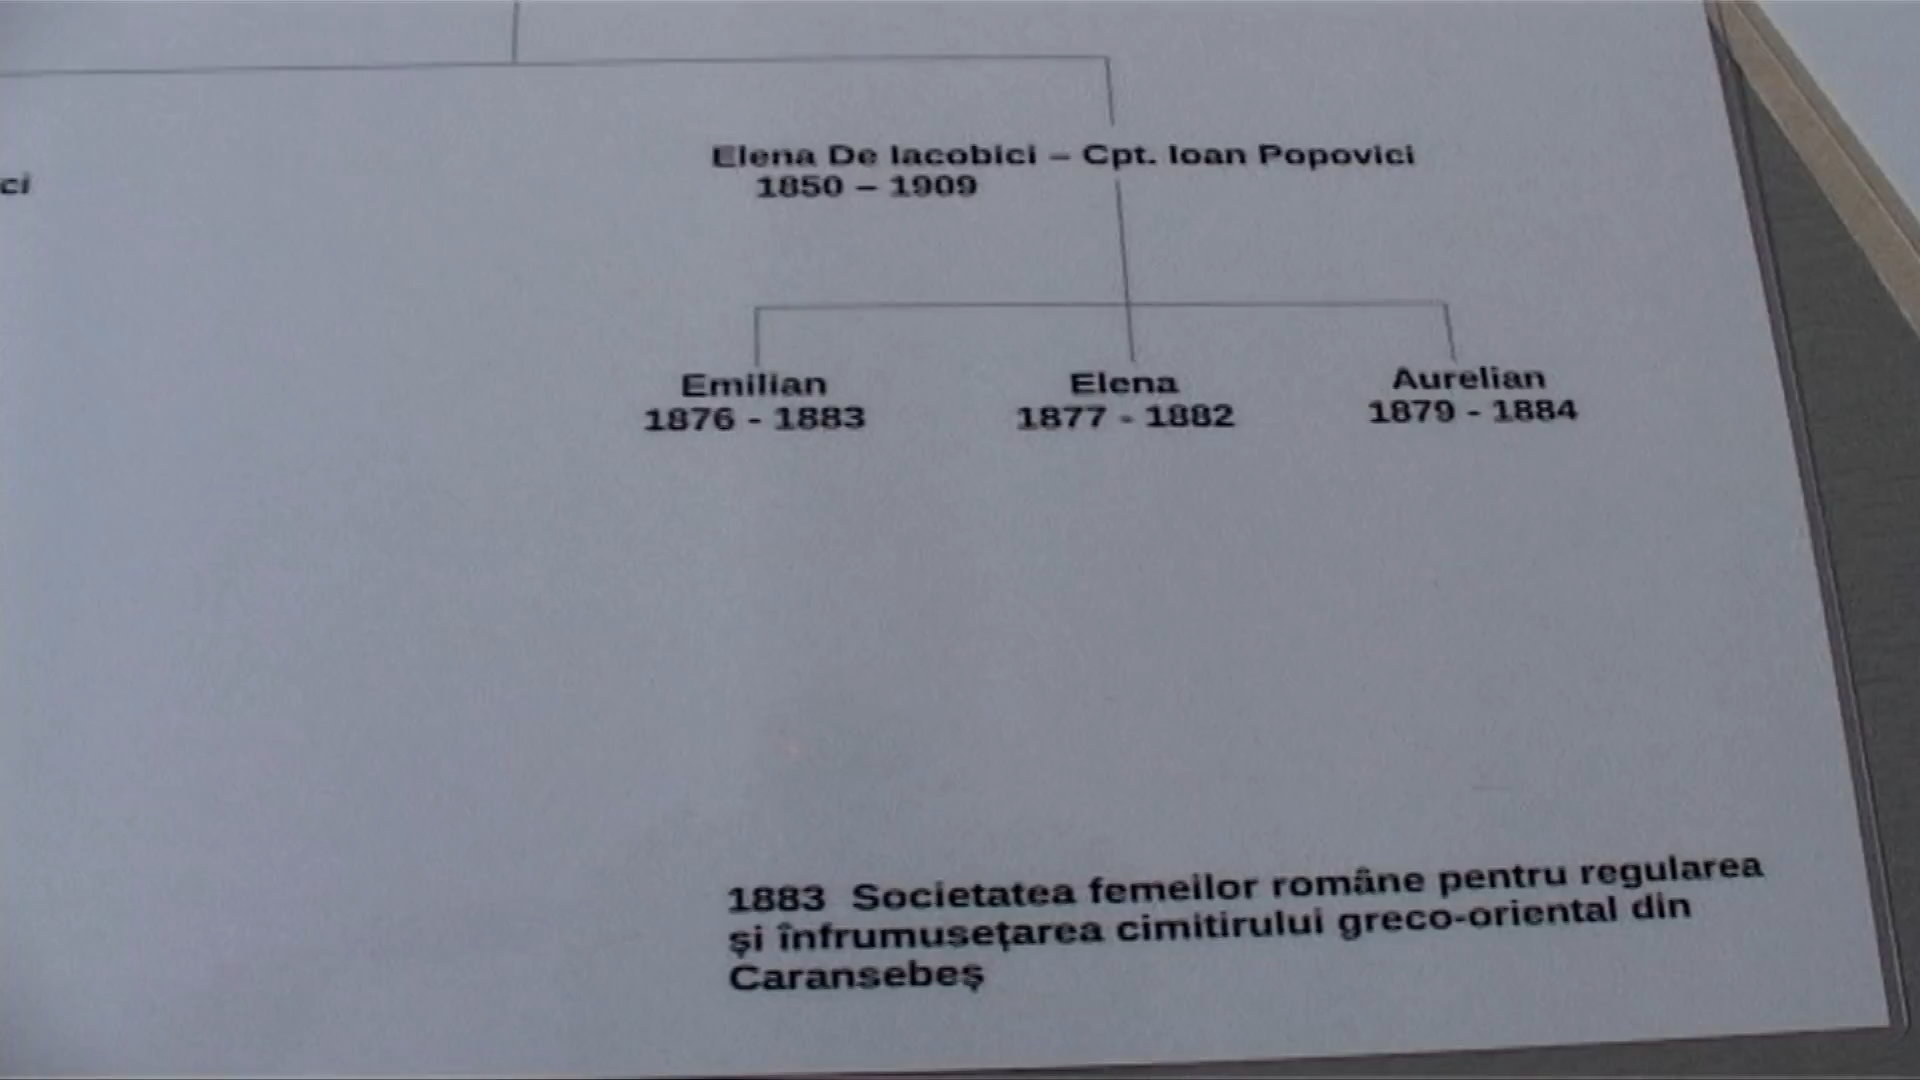 Elena De Iacobici – Cpt. Ioan Popovici
ci
1850 – 1909
Emilian Elena Aurelian
1876 - 1883 1877 - 1882 1879 - 1884
1883 Societatea femeilor române pentru regularea
și înfrumusețarea cimitirului greco-oriental din
Caransebeș